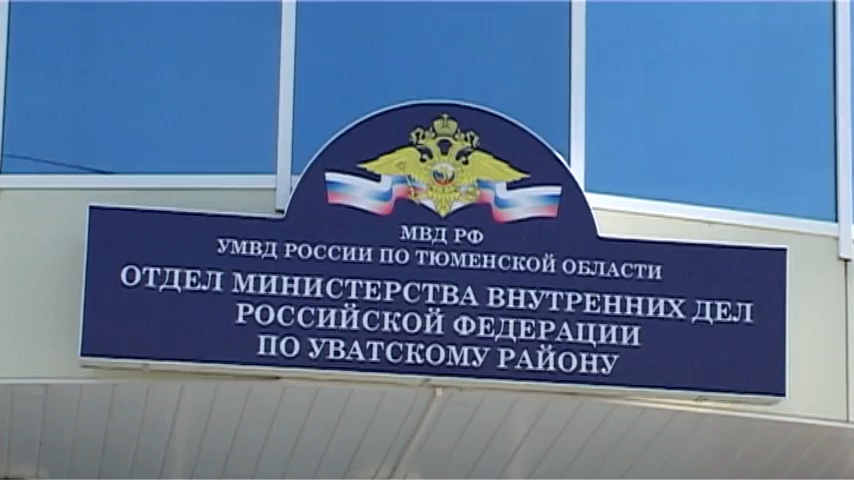 МВД РФ
УМВД РОССИИ ПО ТЮМЕНСКОЙ ОБЛАСТИ
ОТДЕЛ МИНИСТЕРСТВА ВНУТРЕННИХ ДЕЛ
РОССИЙСКОЙ ФЕДЕРАЦИИ
ПО УВАТСКОМУ РАЙОНУ